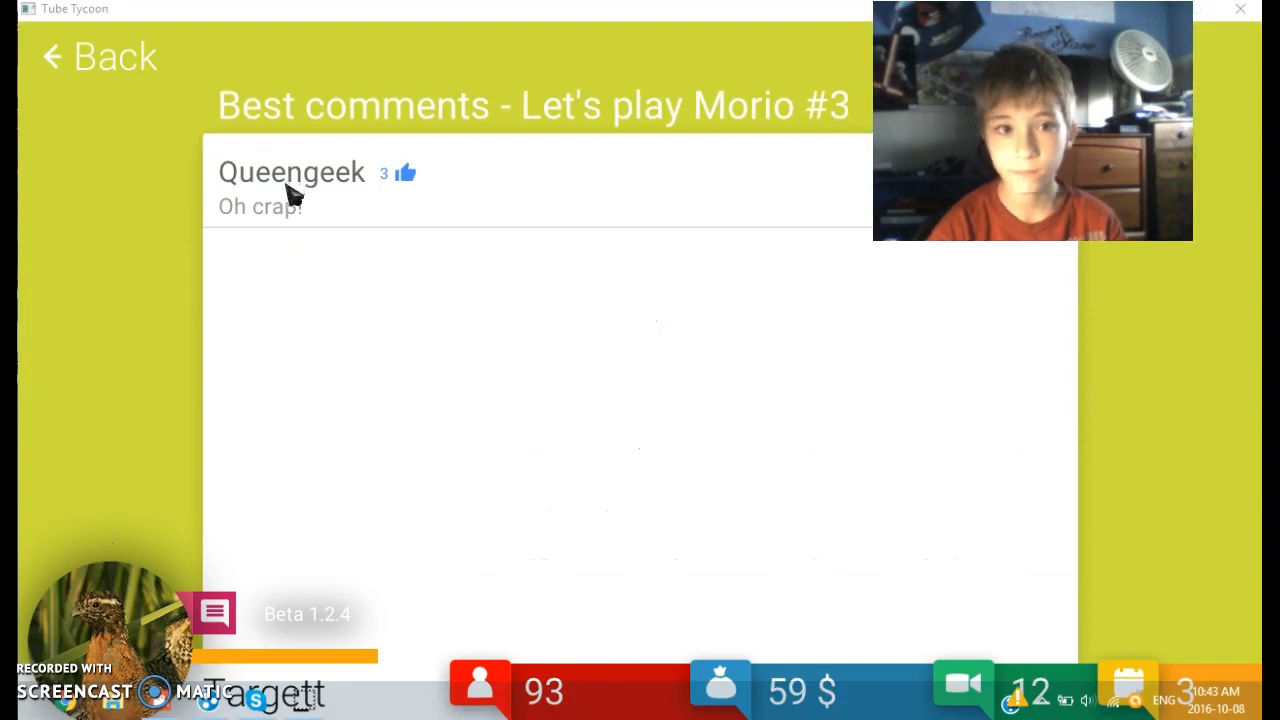 Tube Tycoon
Back
Best comments - Let's play Morio #3
Queengeek 3
Oh crap!
Beta 1.2.4
RECORDED WITH
SCREENCAST MATIC
Targett
93
59 $
12
3
ENG
10:43 AM
2016-10-08